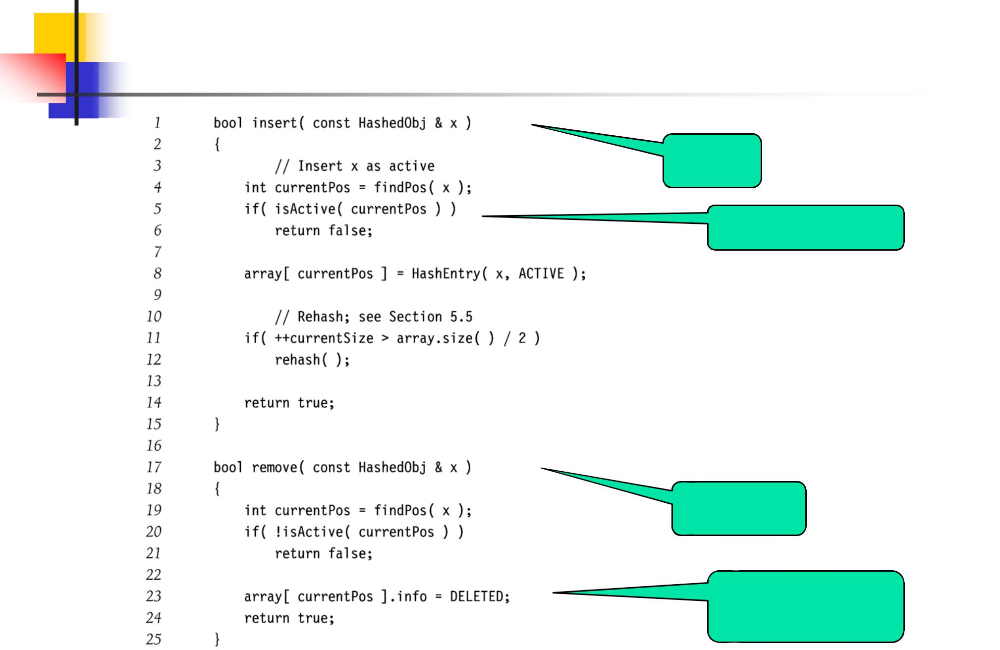 1 bool insert( const HashedObj & x )
2 {
3 // Insert x as active
4 int currentPos = findPos( x );
5 if( isActive( currentPos ) )
6 return false;
7
8 array[ currentPos ] = HashEntry( x, ACTIVE );
9
10 // Rehash; see Section 5.5
11 if( ++currentSize > array.size( ) / 2 )
12 rehash( );
13
14 return true;
15 }
16
17 bool remove( const HashedObj & x )
18 {
19 int currentPos = findPos( x );
20 if( !isActive( currentPos ) )
21 return false;
22
23 array[ currentPos ].info = DELETED;
24 return true;
25 }